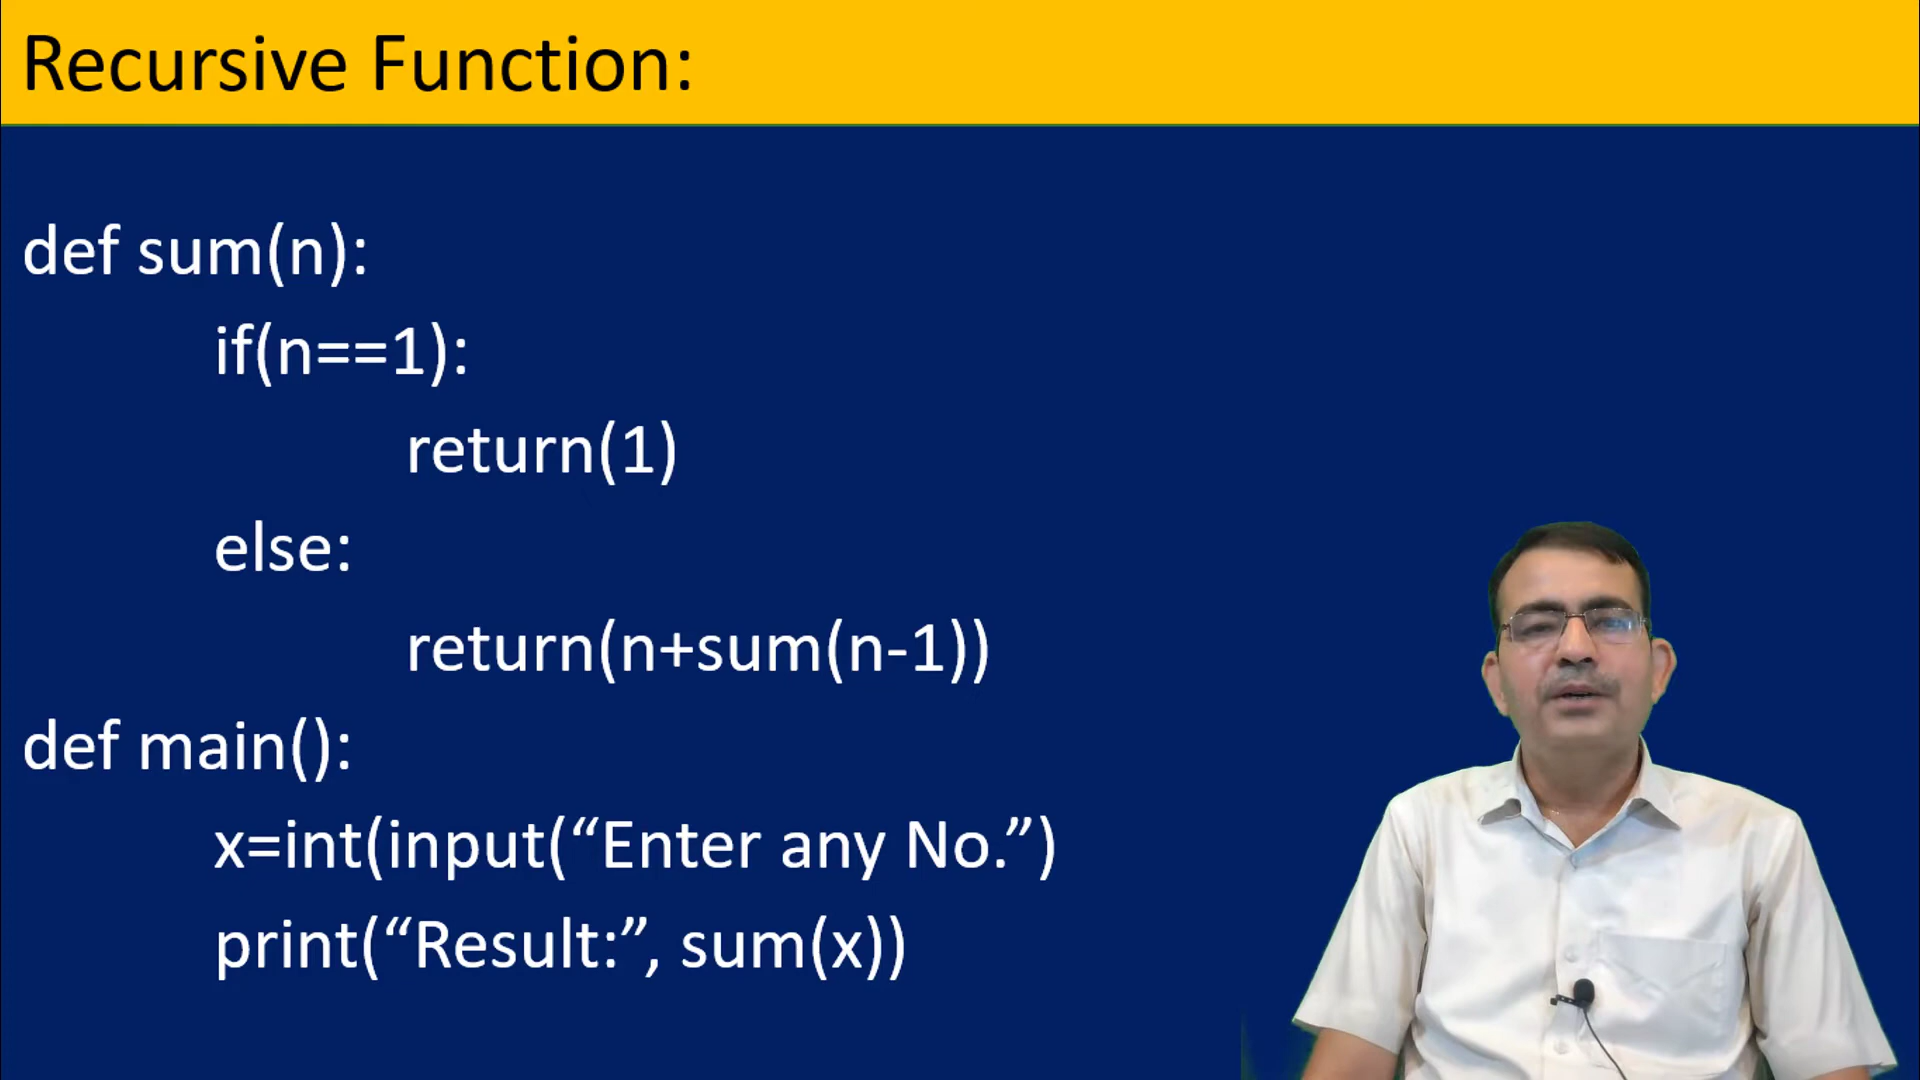 Recursive Function:
def sum(n):
if(n==1):
return(1)
else:
return(n+sum(n-1))
def main():
x=int(input(“Enter any No.”)
print(“Result:”, sum(x))